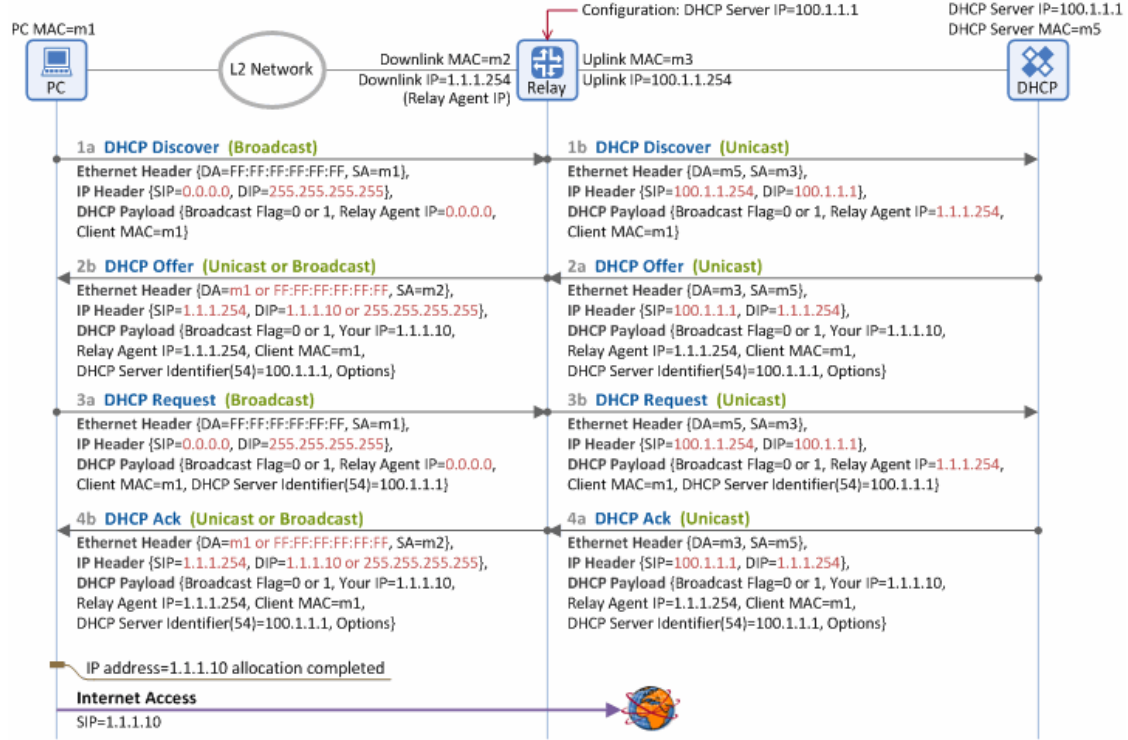 Configuration: DHCP Server IP=100.1.1.1
DHCP Server IP=100.1.1.1
DHCP Server MAC=m5
PC MAC=m1
PC
L2 Network
Downlink MAC=m2
Downlink IP=1.1.1.254
(Relay Agent IP)
Relay
Uplink MAC=m3
Uplink IP=100.1.1.254
DHCP
1a DHCP Discover (Broadcast)
Ethernet Header {DA=FF:FF:FF:FF:FF:FF, SA=m1},
IP Header {SIP=0.0.0.0, DIP=255.255.255.255},
DHCP Payload {Broadcast Flag=0 or 1, Relay Agent IP=0.0.0.0,
Client MAC=m1}
1b DHCP Discover (Unicast)
Ethernet Header {DA=m5, SA=m3},
IP Header {SIP=100.1.1.254, DIP=100.1.1.1},
DHCP Payload {Broadcast Flag=0 or 1, Relay Agent IP=1.1.1.254,
Client MAC=m1}
2b DHCP Offer (Unicast or Broadcast)
Ethernet Header {DA=m1 or FF:FF:FF:FF:FF:FF, SA=m2},
IP Header {SIP=1.1.1.254, DIP=1.1.1.10 or 255.255.255.255},
DHCP Payload {Broadcast Flag=0 or 1, Your IP=1.1.1.10,
Relay Agent IP=1.1.1.254, Client MAC=m1,
DHCP Server Identifier(54)=100.1.1.1, Options}
2a DHCP Offer (Unicast)
Ethernet Header {DA=m3, SA=m5},
IP Header {SIP=100.1.1.1, DIP=1.1.1.254},
DHCP Payload {Broadcast Flag=0 or 1, Your IP=1.1.1.10,
Relay Agent IP=1.1.1.254, Client MAC=m1,
DHCP Server Identifier(54)=100.1.1.1, Options}
3a DHCP Request (Broadcast)
Ethernet Header {DA=FF:FF:FF:FF:FF:FF, SA=m1},
IP Header {SIP=0.0.0.0, DIP=255.255.255.255},
DHCP Payload {Broadcast Flag=0 or 1, Relay Agent IP=0.0.0.0,
Client MAC=m1, DHCP Server Identifier(54)=100.1.1.1}
3b DHCP Request (Unicast)
Ethernet Header {DA=m5, SA=m3},
IP Header {SIP=100.1.1.254, DIP=100.1.1.1},
DHCP Payload {Broadcast Flag=0 or 1, Relay Agent IP=1.1.1.254,
Client MAC=m1, DHCP Server Identifier(54)=100.1.1.1}
4b DHCP Ack (Unicast or Broadcast)
Ethernet Header {DA=m1 or FF:FF:FF:FF:FF:FF, SA=m2},
IP Header {SIP=1.1.1.254, DIP=1.1.1.10 or 255.255.255.255},
DHCP Payload {Broadcast Flag=0 or 1, Your IP=1.1.1.10,
Relay Agent IP=1.1.1.254, Client MAC=m1,
DHCP Server Identifier(54)=100.1.1.1, Options}
4a DHCP Ack (Unicast)
Ethernet Header {DA=m3, SA=m5},
IP Header {SIP=100.1.1.1, DIP=1.1.1.254},
DHCP Payload {Broadcast Flag=0 or 1, Your IP=1.1.1.10,
Relay Agent IP=1.1.1.254, Client MAC=m1,
DHCP Server Identifier(54)=100.1.1.1, Options}
IP address=1.1.1.10 allocation completed
Internet Access
SIP=1.1.1.10